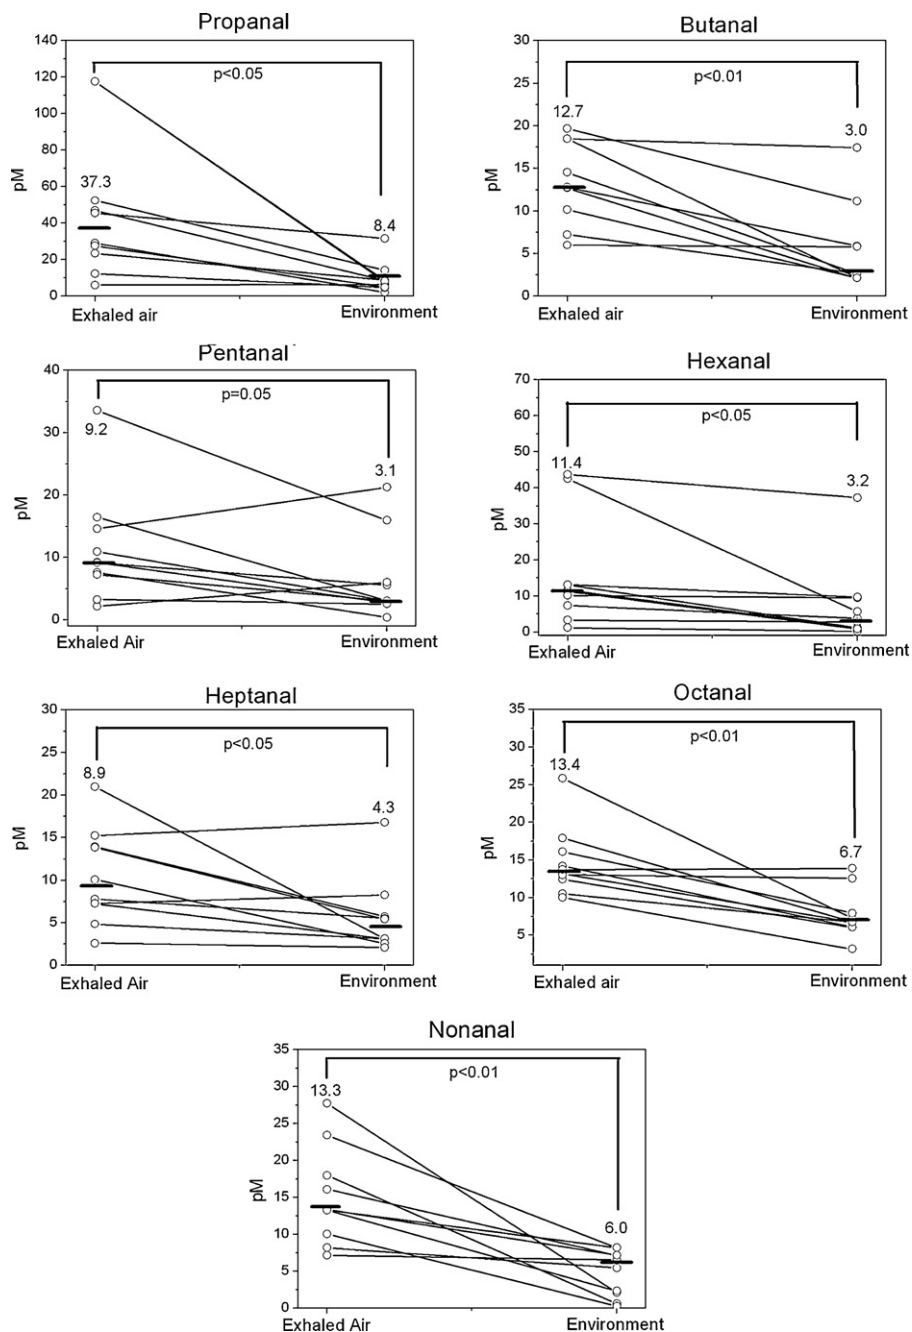 Propanal
140
120
100
80
60
40
20
0
pM
p<0.05
37.3
8.4
Exhaled air
Environment
Butanal
30
25
20
15
10
5
0
pM
p<0.01
12.7
3.0
Exhaled air
Environment
Pentanal
40
30
20
10
0
pM
p=0.05
9.2
3.1
Exhaled Air
Environment
Hexanal
70
60
50
40
30
20
10
0
pM
p<0.05
11.4
3.2
Exhaled Air
Environment
Heptanal
30
25
20
15
10
5
0
pM
p<0.05
8.9
4.3
Exhaled Air
Environment
Octanal
35
30
25
20
15
10
5
pM
p<0.01
13.4
6.7
Exhaled air
Environment
Nonanal
35
30
25
20
15
10
5
0
pM
p<0.01
13.3
6.0
Exhaled Air
Environment